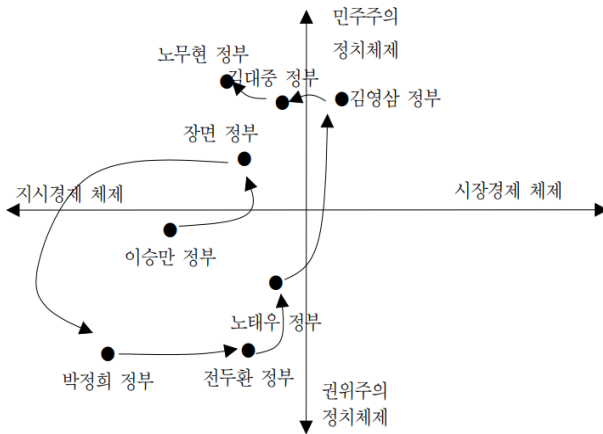 민주주의
정치체제
노무현 정부
김대중 정부
김영삼 정부
장면 정부
지시경제 체제
시장경제 체제
이승만 정부
노태우 정부
박정희 정부
전두환 정부
권위주의
정치체제